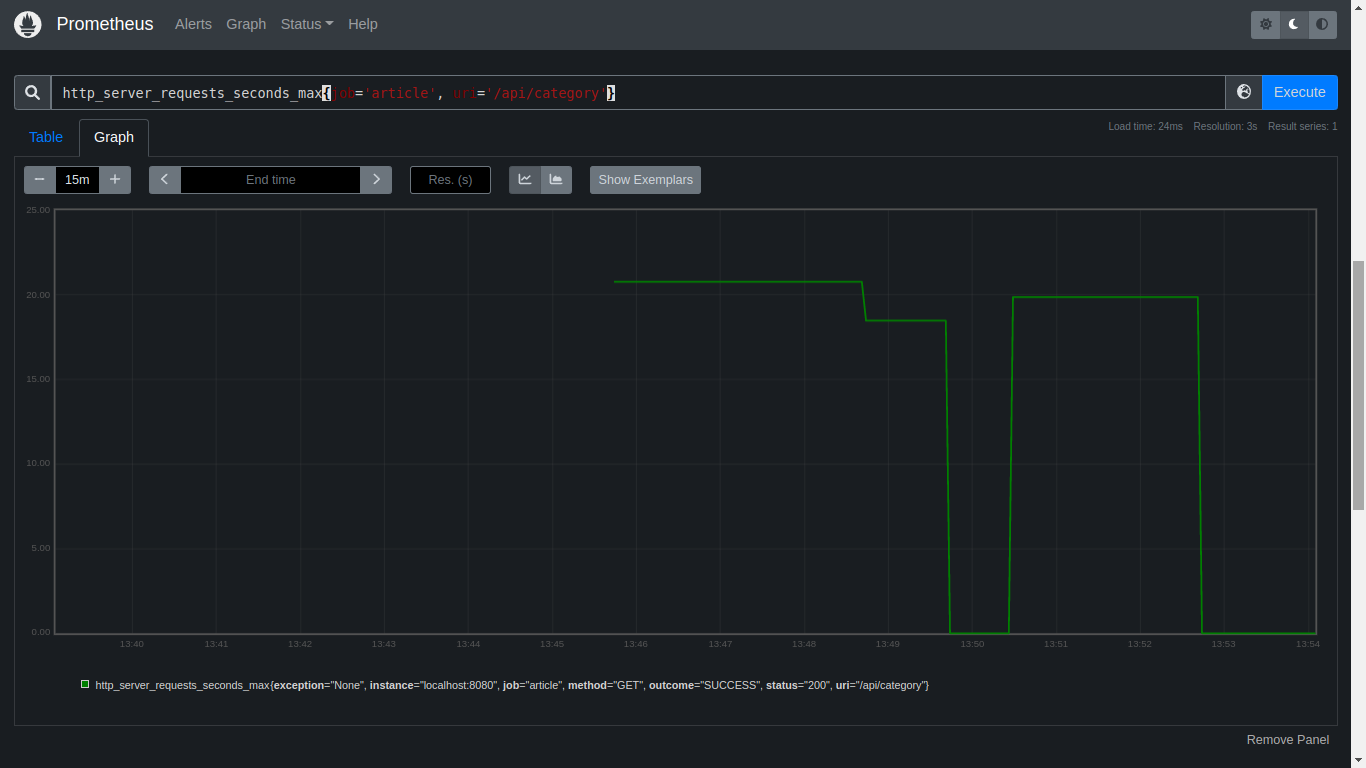 Prometheus Alerts Graph Status Help
http_server_requests_seconds_max{job='article', uri='/api/category'} Execute
Load time: 24ms Resolution: 3s Result series: 1
Table Graph
15m End time Res. (s) Show Exemplars
25.00
20.00
15.00
10.00
5.00
0.00
13:40 13:41 13:42 13:43 13:44 13:45 13:46 13:47 13:48 13:49 13:50 13:51 13:52 13:53 13:54
http_server_requests_seconds_max{exception="None", instance="localhost:8080", job="article", method="GET", outcome="SUCCESS", status="200", uri="/api/category"}
Remove Panel